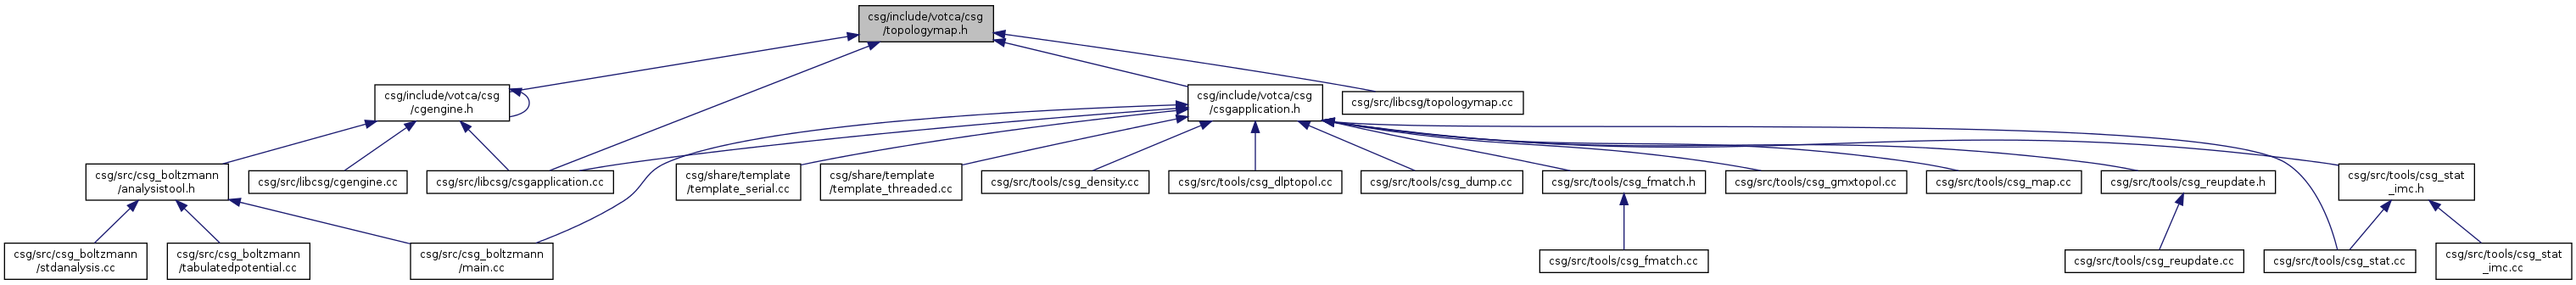 csg/include/votca/csg
/topologymap.h
csg/include/votca/csg
/cgengine.h
csg/include/votca/csg
/csgapplication.h
csg/src/libcsg/topologymap.cc
csg/src/csg_boltzmann
/analysistool.h
csg/src/libcsg/cgengine.cc
csg/src/libcsg/csgapplication.cc
csg/share/template
/template_serial.cc
csg/share/template
/template_threaded.cc
csg/src/tools/csg_density.cc
csg/src/tools/csg_dlptopol.cc
csg/src/tools/csg_dump.cc
csg/src/tools/csg_fmatch.h
csg/src/tools/csg_gmxtopol.cc
csg/src/tools/csg_map.cc
csg/src/tools/csg_reupdate.h
csg/src/tools/csg_stat
_imc.h
csg/src/csg_boltzmann
/stdanalysis.cc
csg/src/csg_boltzmann
/tabulatedpotential.cc
csg/src/csg_boltzmann
/main.cc
csg/src/tools/csg_fmatch.cc
csg/src/tools/csg_reupdate.cc
csg/src/tools/csg_stat.cc
csg/src/tools/csg_stat
_imc.cc